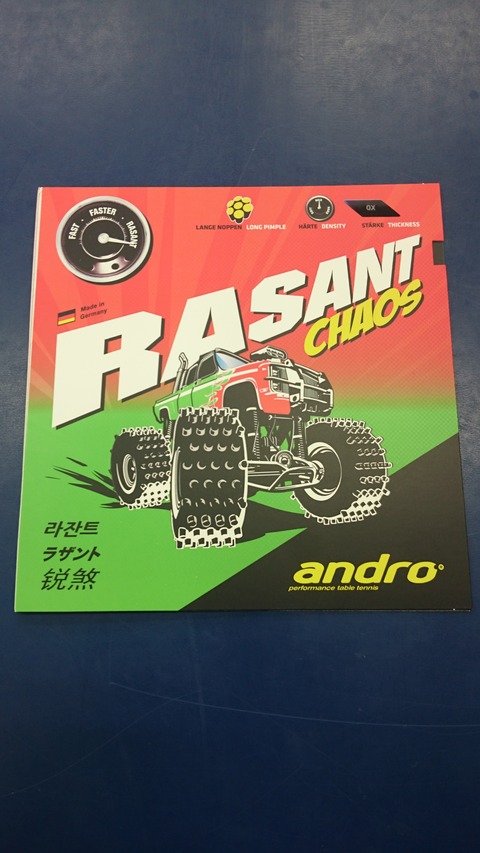 FAST FASTER RASANT
LANGE NOPPEN LONG PIMPLE
HÄRTE DENSITY
0X
STÄRKE THICKNESS
Made in
Germany
RASANT
CHAOS
라잔트
ラザント
锐煞
andro
performance table tennis